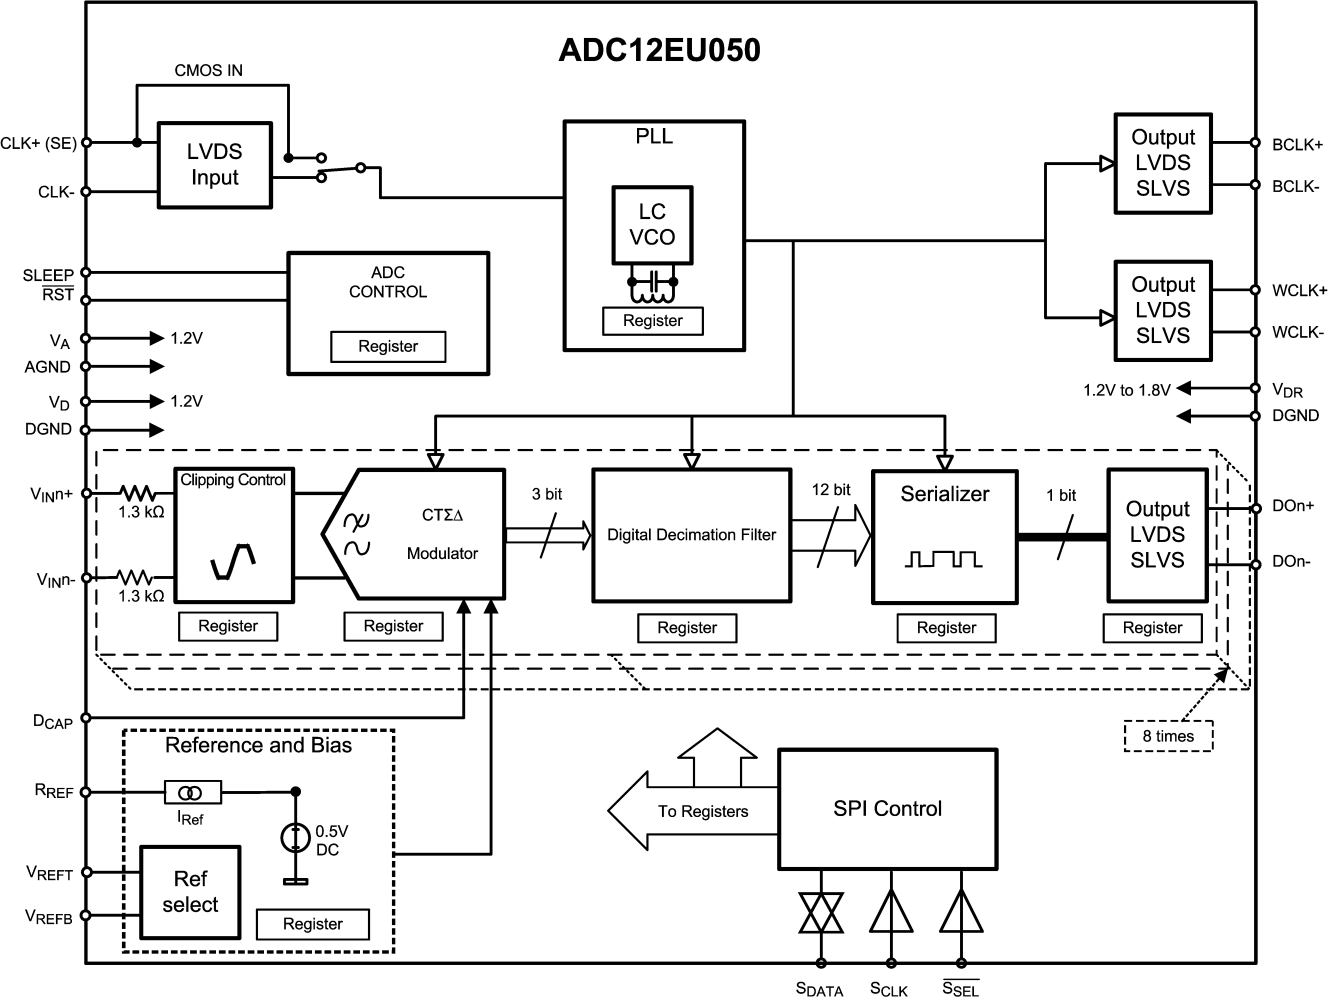 ADC12EU050
CMOS IN
CLK+ (SE)
CLK-
LVDS
Input
PLL
LC
VCO
Register
Output
LVDS
SLVS
BCLK+
BCLK-
SLEEP
RST
ADC
CONTROL
Register
Output
LVDS
SLVS
WCLK+
WCLK-
VA
1.2V
AGND
VD
1.2V
DGND
1.2V to 1.8V
VDR
DGND
VINn+
1.3 kΩ
VINn-
1.3 kΩ
Clipping Control
Register
CTΣΔ
Modulator
Register
3 bit
Digital Decimation Filter
Register
12 bit
Serializer
Register
1 bit
Output
LVDS
SLVS
Register
DOn+
DOn-
8 times
DCAP
Reference and Bias
RREF
IRef
0.5V
DC
VREFT
VREFB
Ref
select
Register
To Registers
SPI Control
SDATA
SCLK
SSEL